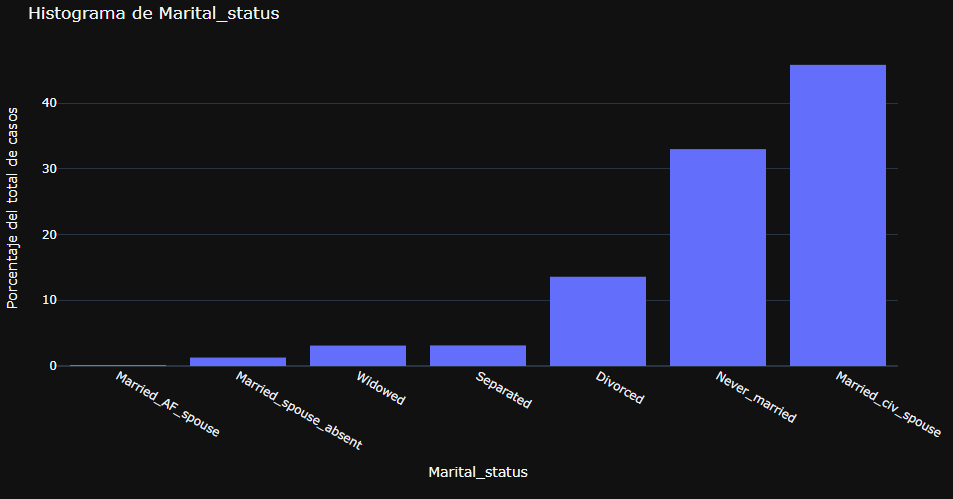 Histograma de Marital_status
Porcentaje del total de casos
40
30
20
10
0
Married_AF_spouse
Married_spouse_absent
Widowed
Separated
Divorced
Never_married
Married_civ_spouse
Marital_status